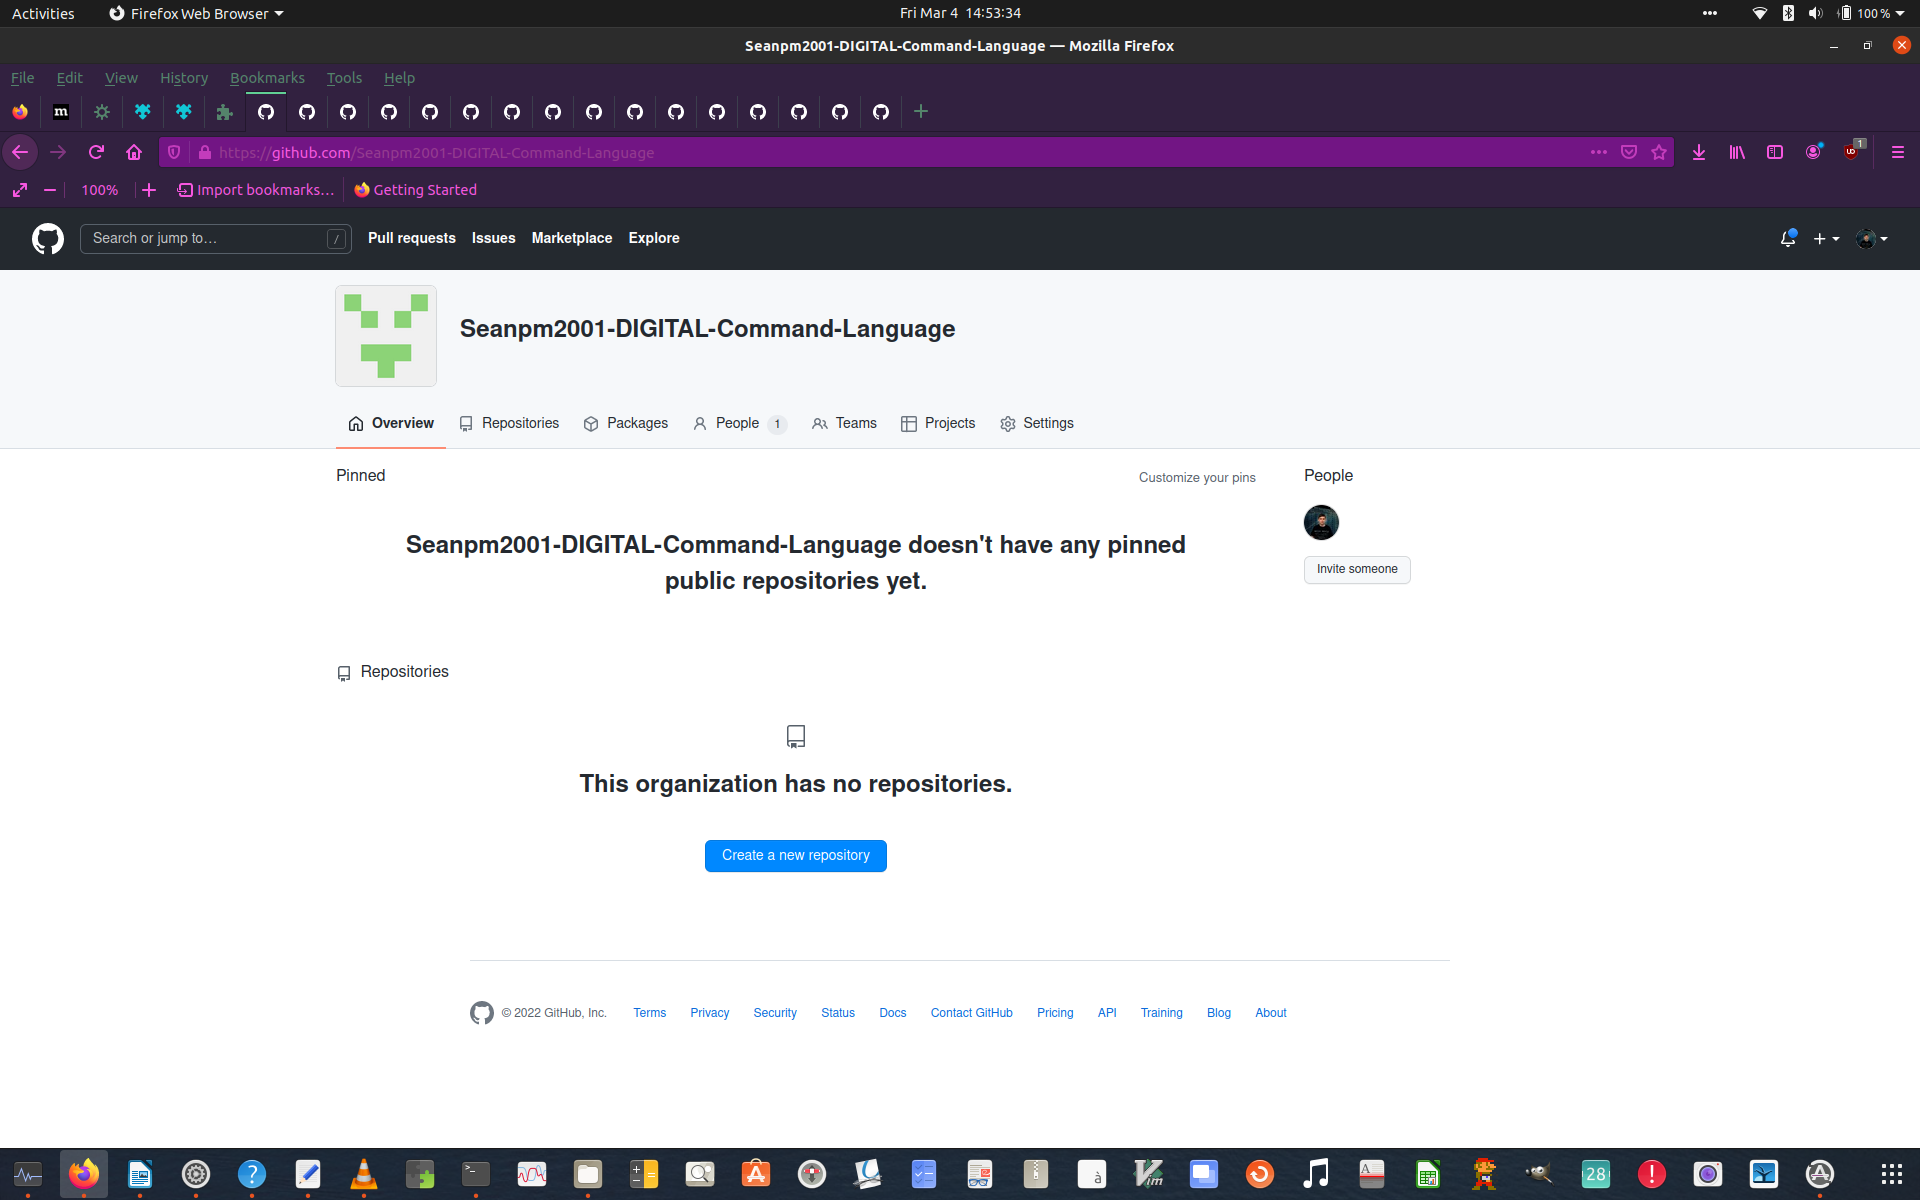 Activities Firefox Web Browser Fri Mar 4 14:53:34 100 %
Seanpm2001-DIGITAL-Command-Language — Mozilla Firefox
File Edit View History Bookmarks Tools Help
m
https://github.com/Seanpm2001-DIGITAL-Command-Language 1
100% Import bookmarks... Getting Started
Search or jump to... / Pull requests Issues Marketplace Explore
Seanpm2001-DIGITAL-Command-Language
Overview Repositories Packages People 1 Teams Projects Settings
Pinned Customize your pins People
Seanpm2001-DIGITAL-Command-Language doesn't have any pinned
public repositories yet.
Invite someone
Repositories
This organization has no repositories.
Create a new repository
© 2022 GitHub, Inc. Terms Privacy Security Status Docs Contact GitHub Pricing API Training Blog About
? >_ à Vim A 28 !